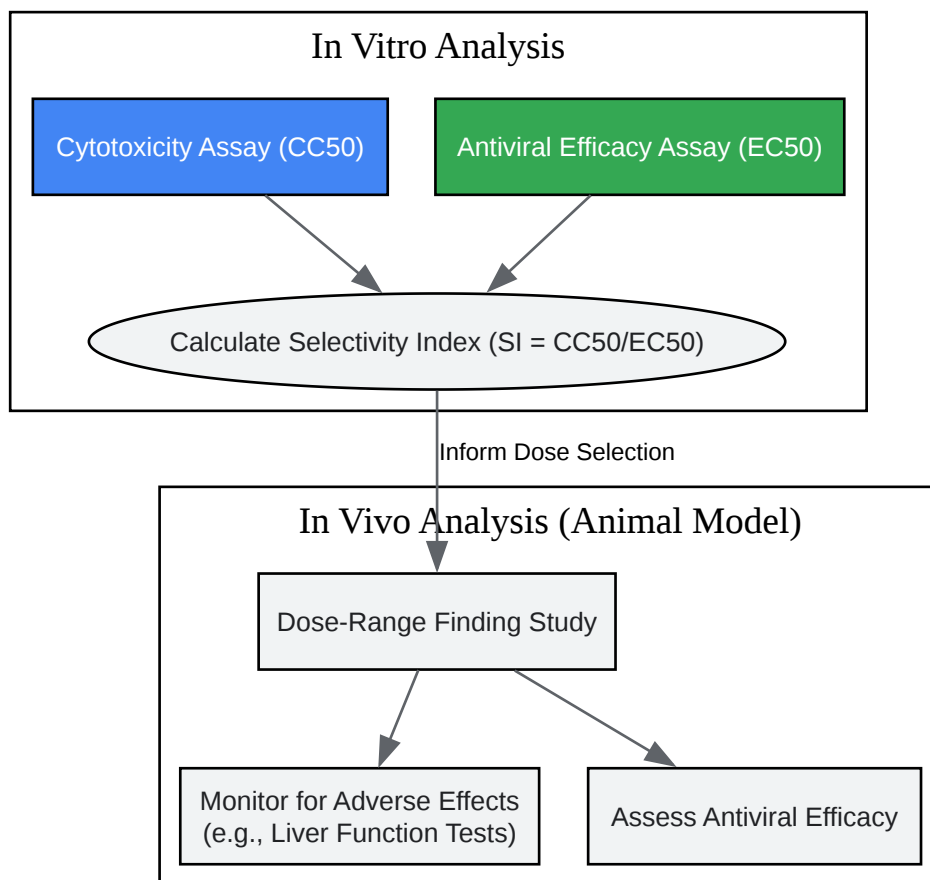 In Vitro Analysis
Cytotoxicity Assay (CC50)
Antiviral Efficacy Assay (EC50)
Calculate Selectivity Index (SI = CC50/EC50)
Inform Dose Selection
In Vivo Analysis (Animal Model)
Dose-Range Finding Study
Monitor for Adverse Effects
(e.g., Liver Function Tests)
Assess Antiviral Efficacy